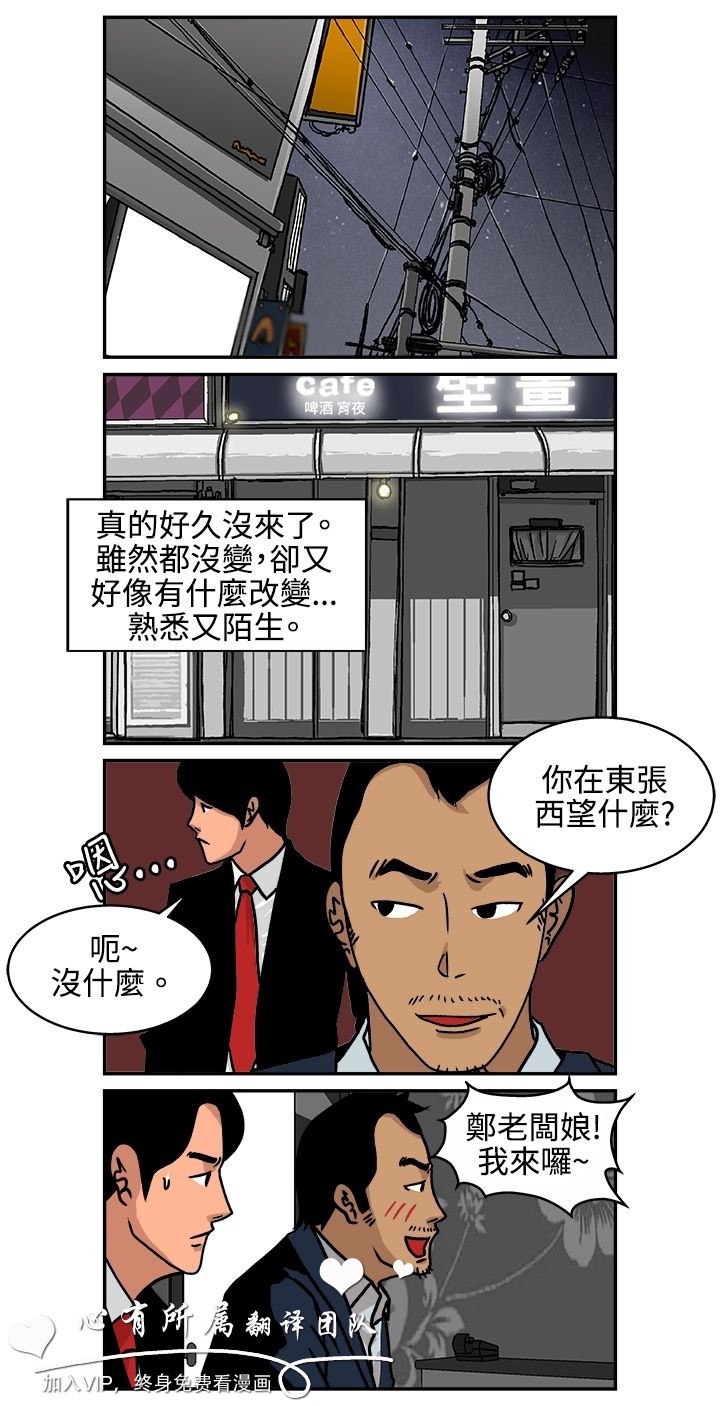 cafe
啤酒 宵夜
真的好久沒來了。
雖然都沒變，卻又
好像有什麼改變...
熟悉又陌生。
你在東張
西望什麼?
嗯...
呃~
沒什麼。
鄭老闆娘!
我來囉~
心有所属翻译团队
加入VIP，終身免费看漫画